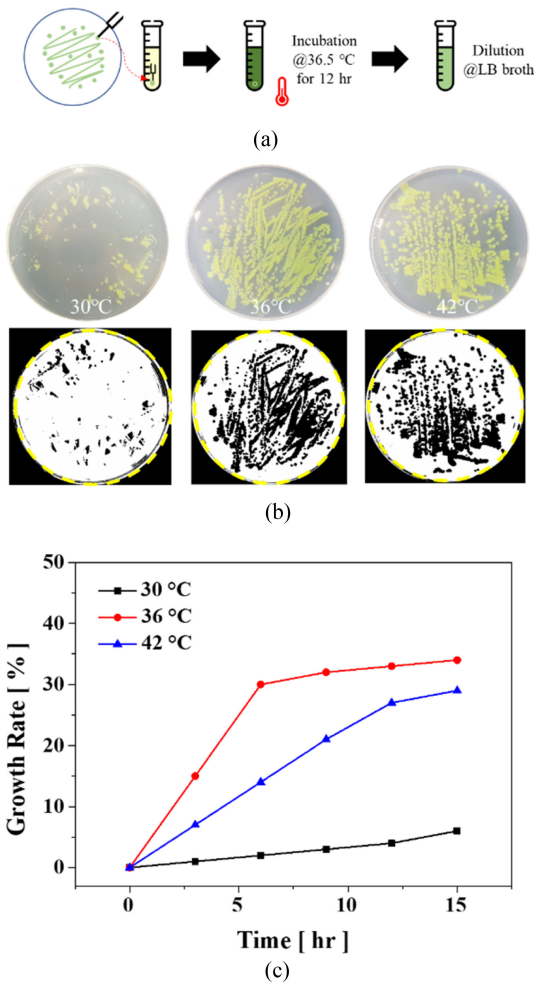 Incubation
@36.5 ℃
for 12 hr
Dilution
@LB broth
(a)
30℃
36℃
42℃
(b)
50
40
30
20
10
0
Growth Rate [ % ]
30 °C
36 °C
42 °C
0
5
10
15
Time [ hr ]
(c)